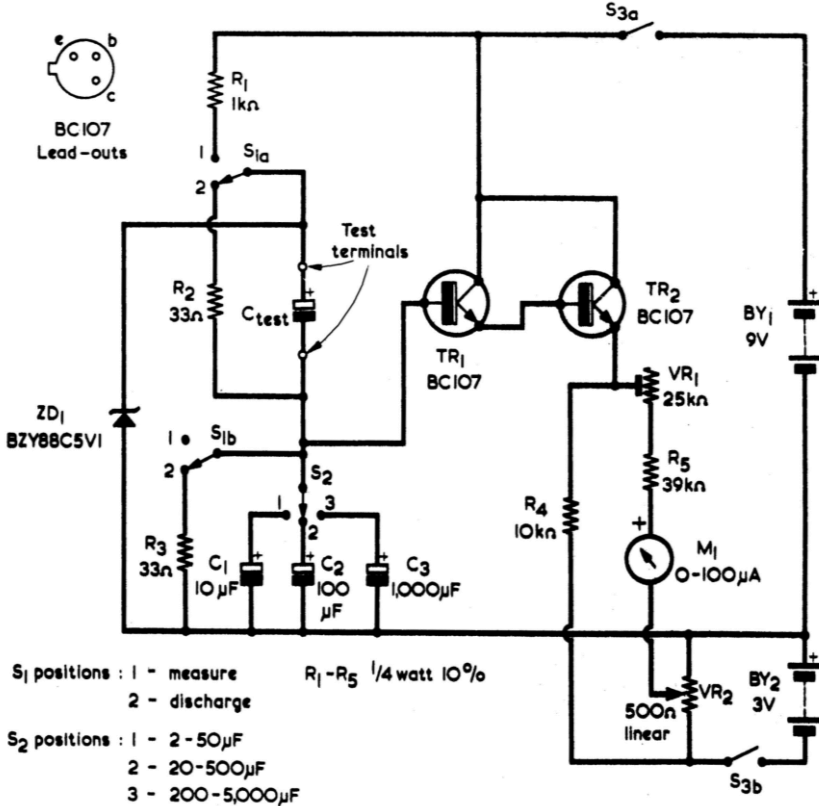 S3a
e
b
c
BC107
Lead-outs
R1
1kΩ
1
S1a
2
Test
terminals
R2
33Ω
Ctest
TR1
BC107
TR2
BC107
BY1
9V
+
VR1
25kΩ
ZD1
BZY88C5V1
1
S1b
2
S2
1
2
3
R5
39kΩ
R4
10kΩ
R3
33Ω
C1
10µF
C2
100
µF
C3
1,000µF
+
M1
0-100µA
S1 positions : 1 - measure
2 - discharge
R1-R5 1/4 watt 10%
VR2
500Ω
linear
BY2
3V
+
S2 positions : 1 - 2-50µF
2 - 20-500µF
3 - 200-5,000µF
S3b